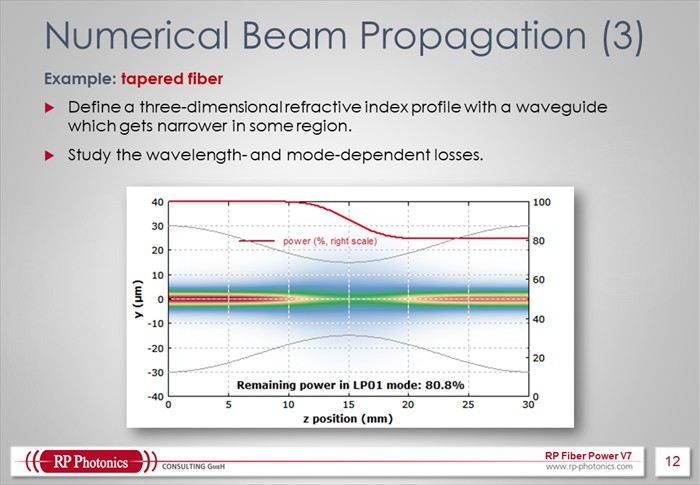 Numerical Beam Propagation (3)
Example: tapered fiber
Define a three-dimensional refractive index profile with a waveguide
which gets narrower in some region.
Study the wavelength- and mode-dependent losses.
40
30
20
10
0
-10
-20
-30
-40
y (µm)
100
80
60
40
20
0
power (%, right scale)
Remaining power in LP01 mode: 80.8%
0 5 10 15 20 25 30
z position (mm)
RP Photonics
CONSULTING GMBH
RP Fiber Power V7
www.rp-photonics.com
12